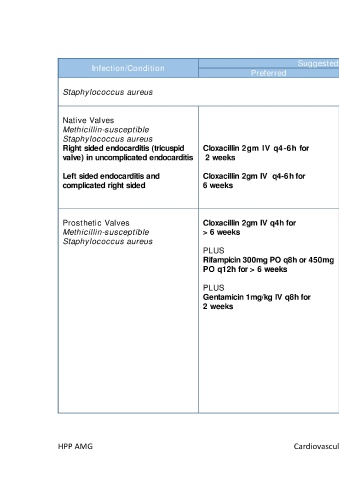 Infection/Condition
Suggested
Preferred
Staphylococcus aureus
Native Valves
Methicillin-susceptible
Staphylococcus aureus
Right sided endocarditis (tricuspid
valve) in uncomplicated endocarditis
Left sided endocarditis and
complicated right sided
Cloxacillin 2gm IV q4-6h for
2 weeks
Cloxacillin 2gm IV q4-6h for
6 weeks
Prosthetic Valves
Methicillin-susceptible
Staphylococcus aureus
Cloxacillin 2gm IV q4h for
> 6 weeks
PLUS
Rifampicin 300mg PO q8h or 450mg
PO q12h for > 6 weeks
PLUS
Gentamicin 1mg/kg IV q8h for
2 weeks
HPP AMG
Cardiovascul